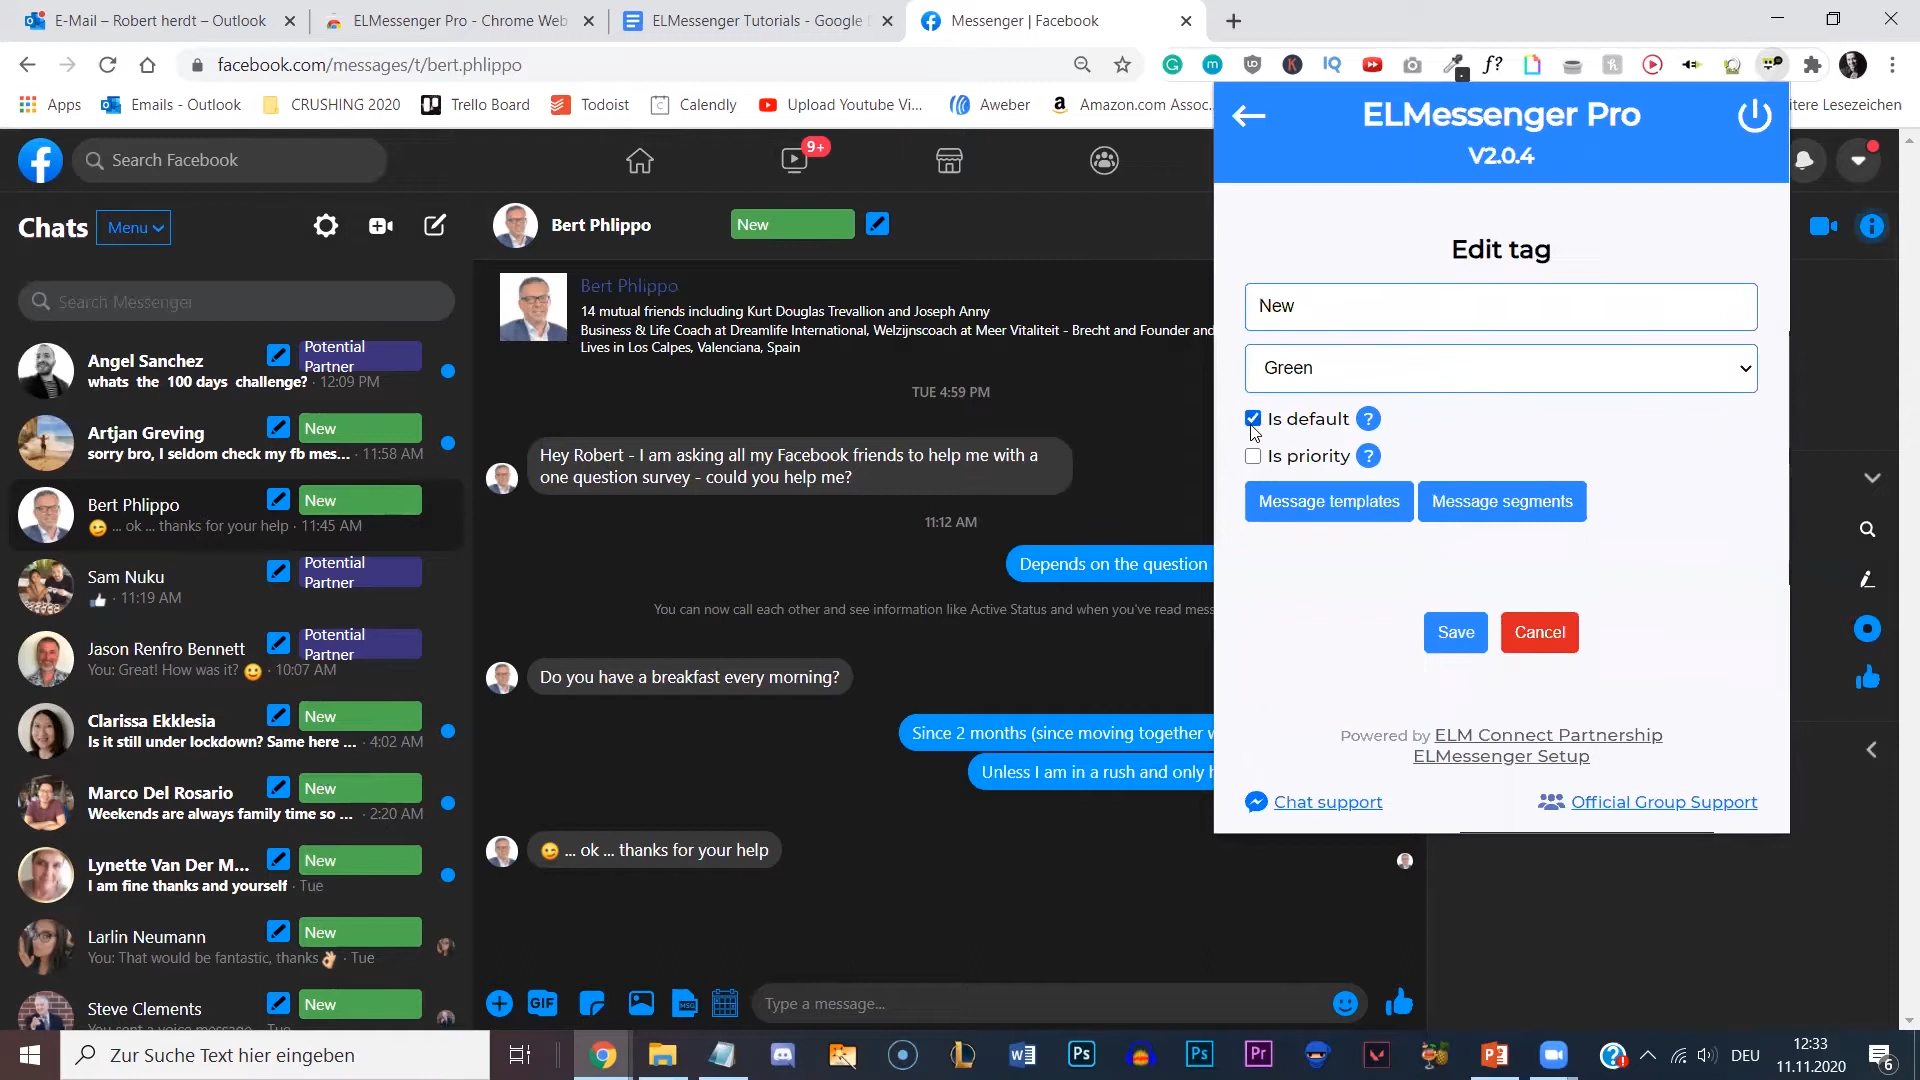 E-Mail – Robert herdt – Outlook
ELMessenger Pro - Chrome Web
ELMessenger Tutorials - Google
Messenger | Facebook
facebook.com/messages/t/bert.phlippo
Apps
Emails - Outlook
CRUSHING 2020
Trello Board
Todoist
Calendly
Upload Youtube Vi...
Aweber
Amazon.com Assoc...
itere Lesezeichen
Search Facebook
9+
Chats
Menu
Search Messenger
Angel Sanchez
Potential
Partner
whats the 100 days challenge? · 12:09 PM
Artjan Greving
New
sorry bro, I seldom check my fb mes... · 11:58 AM
Bert Phlippo
New
... ok ... thanks for your help · 11:45 AM
Sam Nuku
Potential
Partner
· 11:19 AM
Jason Renfro Bennett
Potential
Partner
You: Great! How was it? · 10:07 AM
Clarissa Ekklesia
New
Is it still under lockdown? Same here ... · 4:02 AM
Marco Del Rosario
New
Weekends are always family time so ... · 2:20 AM
Lynette Van Der M...
New
I am fine thanks and yourself · Tue
Larlin Neumann
New
You: That would be fantastic, thanks · Tue
Steve Clements
New
You sent a voice message · Tue
Bert Phlippo
New
Bert Phlippo
14 mutual friends including Kurt Douglas Trevallion and Joseph Anny
Business & Life Coach at Dreamlife International, Welzijnscoach at Meer Vitaliteit - Brecht and Founder and
Lives in Los Calpes, Valenciana, Spain
TUE 4:59 PM
Hey Robert - I am asking all my Facebook friends to help me with a
one question survey - could you help me?
11:12 AM
Depends on the question
You can now call each other and see information like Active Status and when you've read mess
Do you have a breakfast every morning?
Since 2 months (since moving together w
Unless I am in a rush and only h
... ok ... thanks for your help
GIF
MSG
Type a message...
ELMessenger Pro
V2.0.4
Edit tag
New
Green
Is default ?
Is priority ?
Message templates
Message segments
Save
Cancel
Powered by ELM Connect Partnership
ELMessenger Setup
Chat support
Official Group Support
Zur Suche Text hier eingeben
DEU
12:33
11.11.2020
6